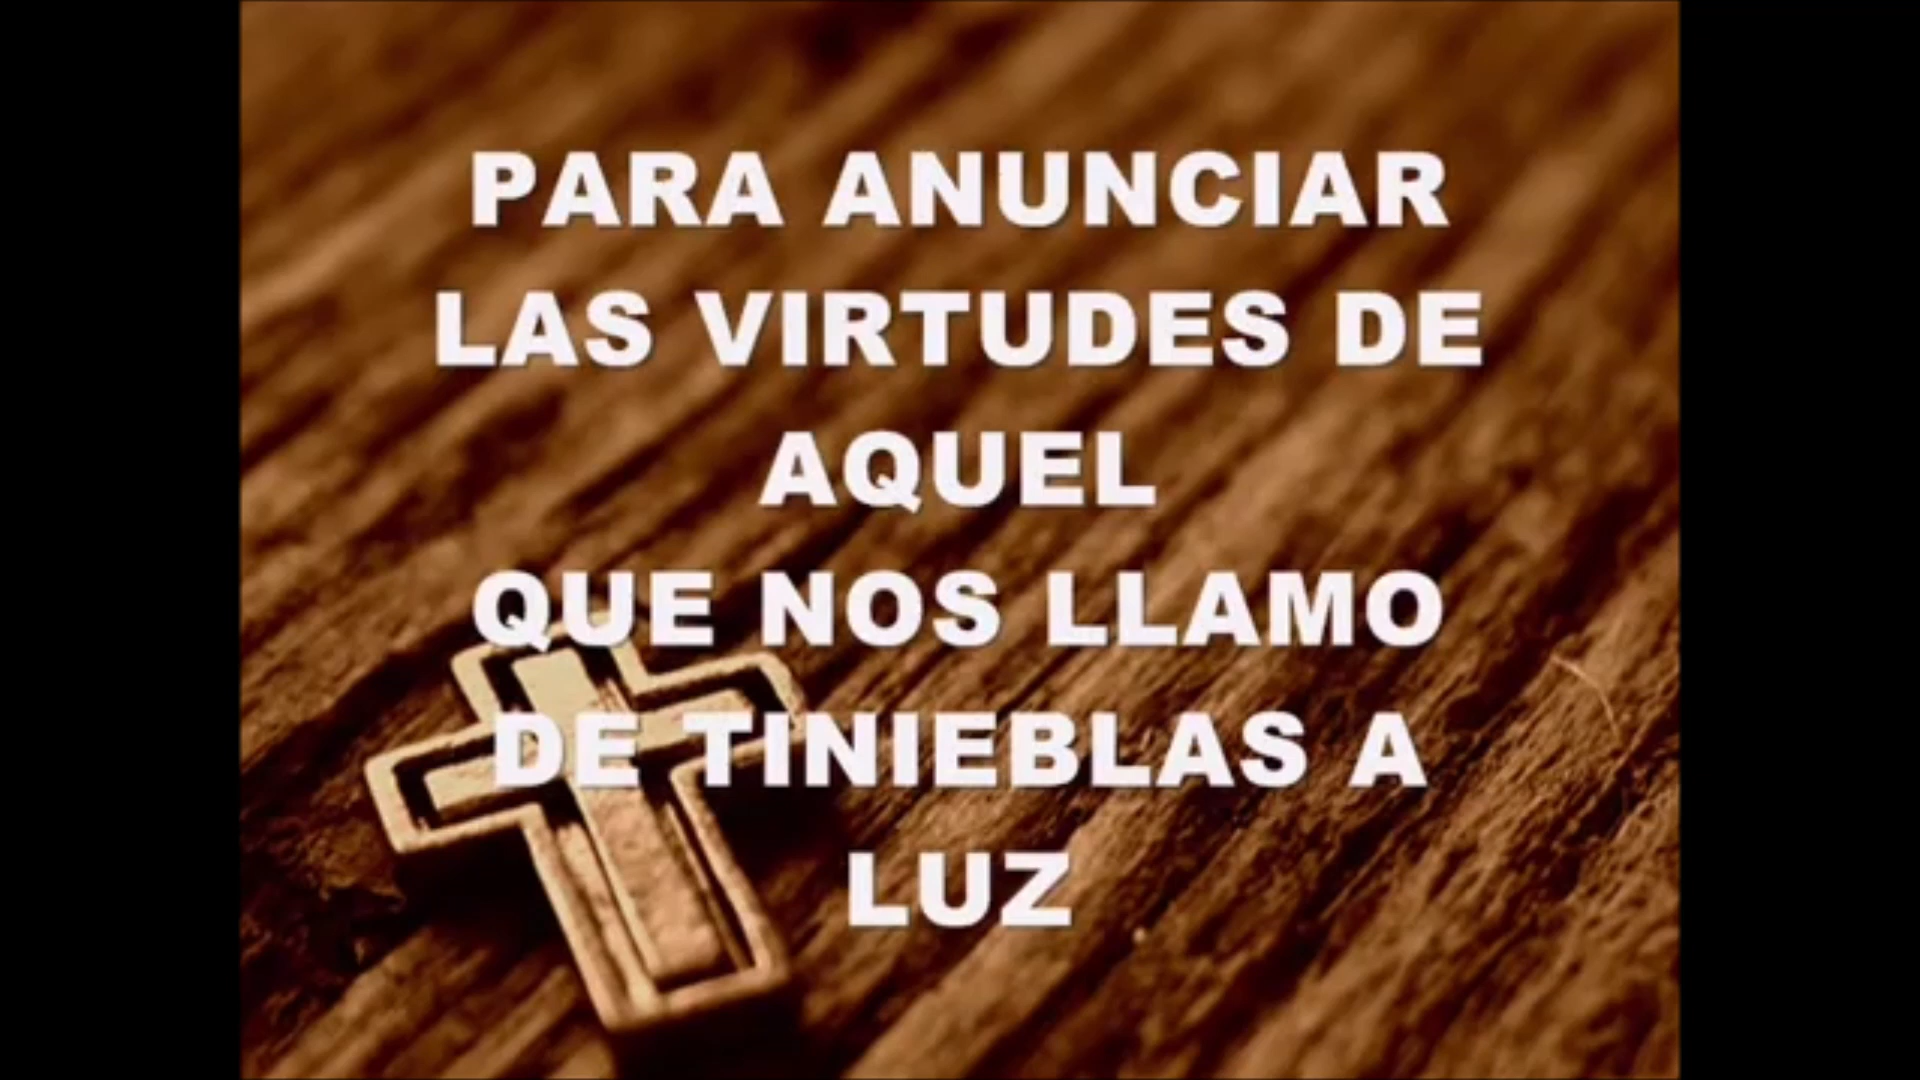 PARA ANUNCIAR
LAS VIRTUDES DE
AQUEL
QUE NOS LLAMO
DE TINIEBLAS A
LUZ